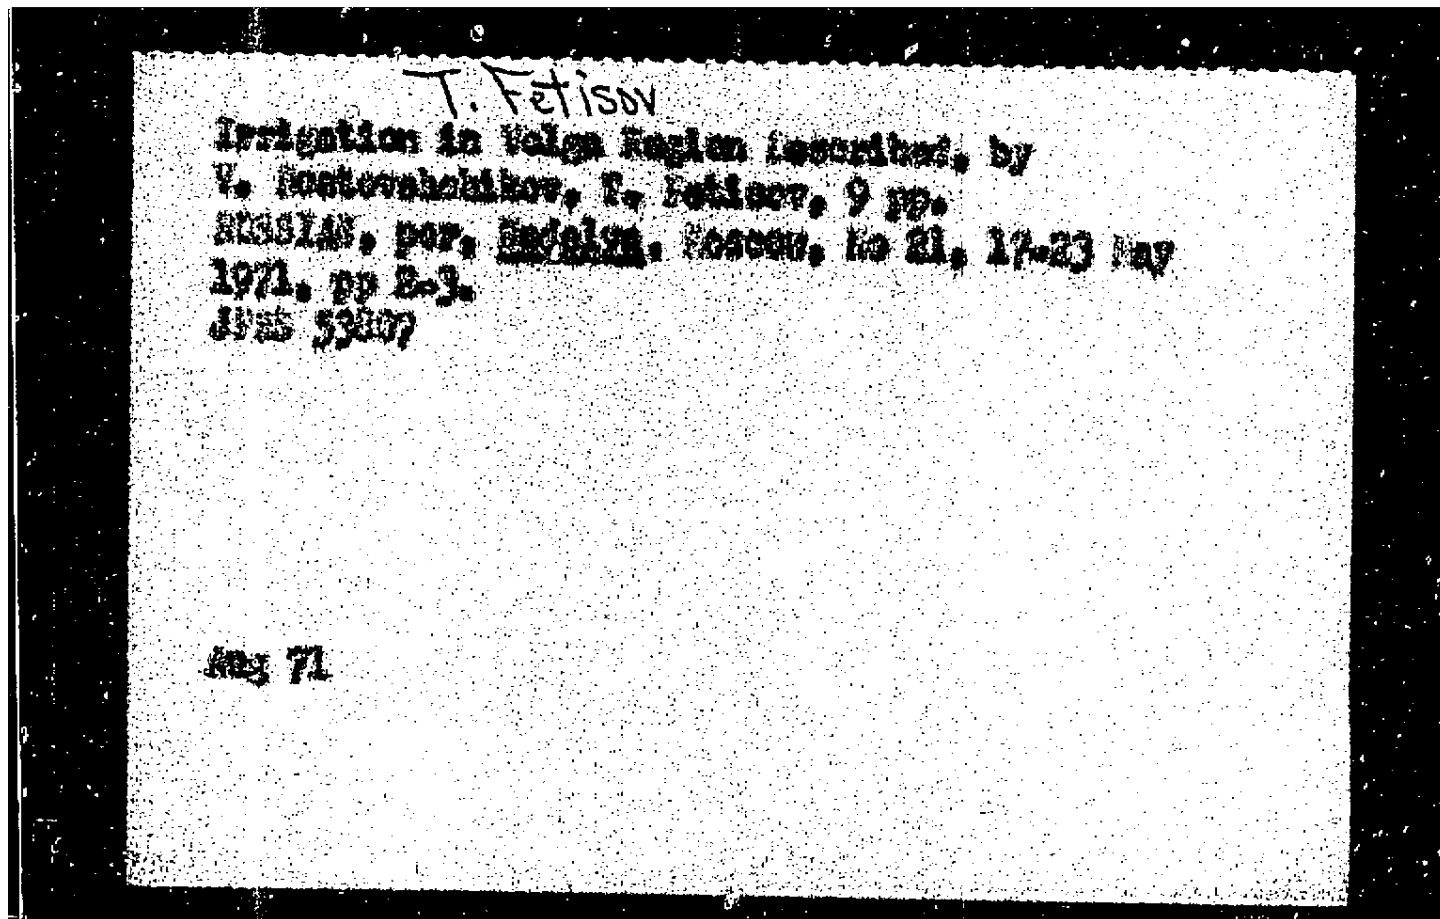 T. Fetisov
Irrigation in Volga Region Described, by
V. Rostovshchikov, T. Fetisov, 9 pp.
RUSSIAN, per, Nedelya, Moscow, No 21, 17-23 May
1971, pp 2-3.
JPRS
Aug 71